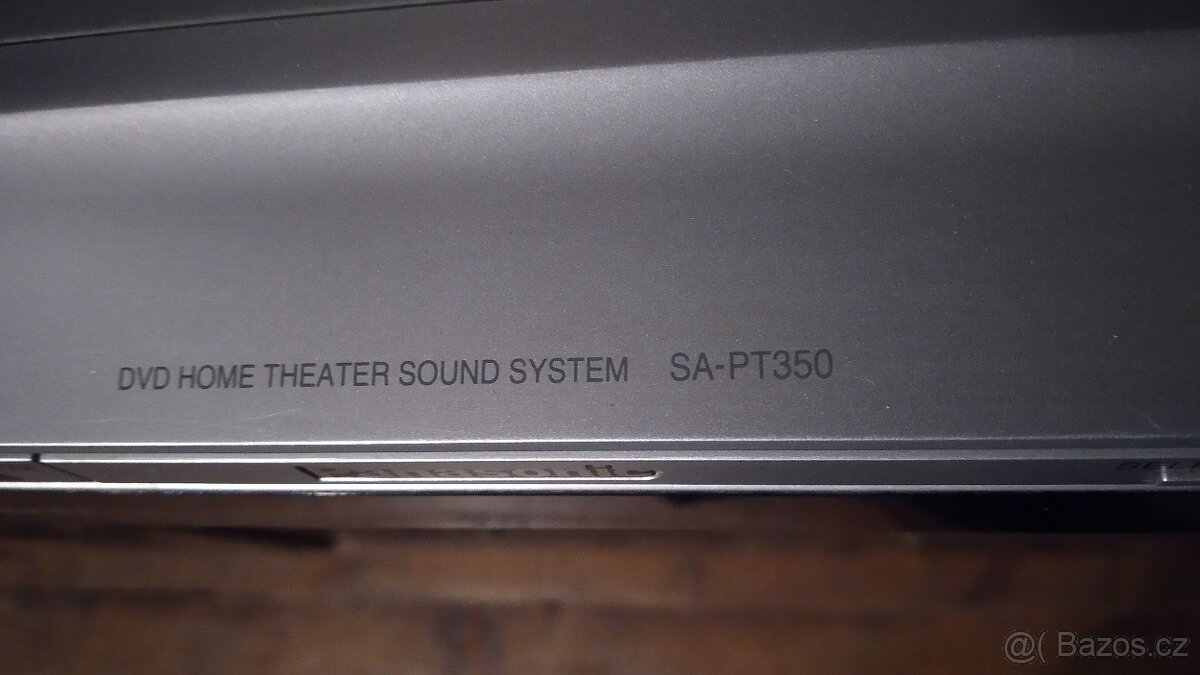 DVD HOME THEATER SOUND SYSTEM SA-PT350
@( Bazos.cz